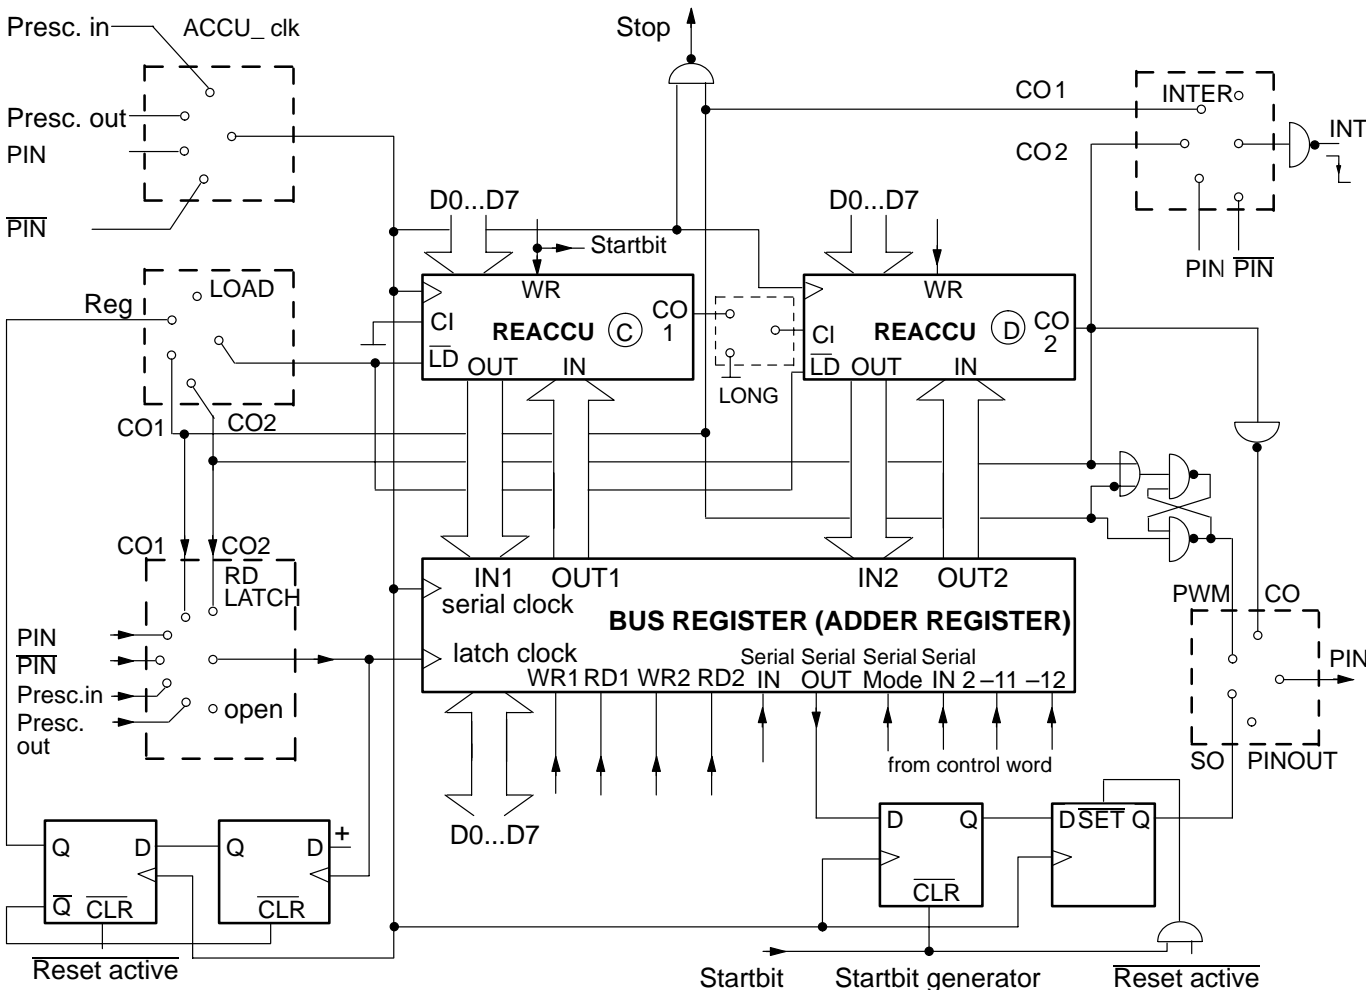 Presc. in
ACCU_ clk
Stop
Presc. out
PIN
PIN
CO1
CO2
INTER
INT
PIN PIN
D0...D7
Startbit
D0...D7
Reg
LOAD
WR
CI
REACCU C
CO
1
LD
OUT
IN
LONG
WR
CI
REACCU D
CO
2
LD
OUT
IN
CO1
CO2
CO1
CO2
RD
LATCH
PIN
PIN
Presc.in
Presc.
out
open
IN1
OUT1
IN2
OUT2
serial clock
BUS REGISTER (ADDER REGISTER)
latch clock
WR1 RD1 WR2 RD2
Serial
IN
Serial
OUT
Serial
Mode
Serial
IN 2 –11 –12
from control word
D0...D7
PWM
CO
PIN
SO
PINOUT
Q
D
Q
CLR
Q
D
+
CLR
D
Q
CLR
D SET Q
Reset active
Startbit
Startbit generator
Reset active